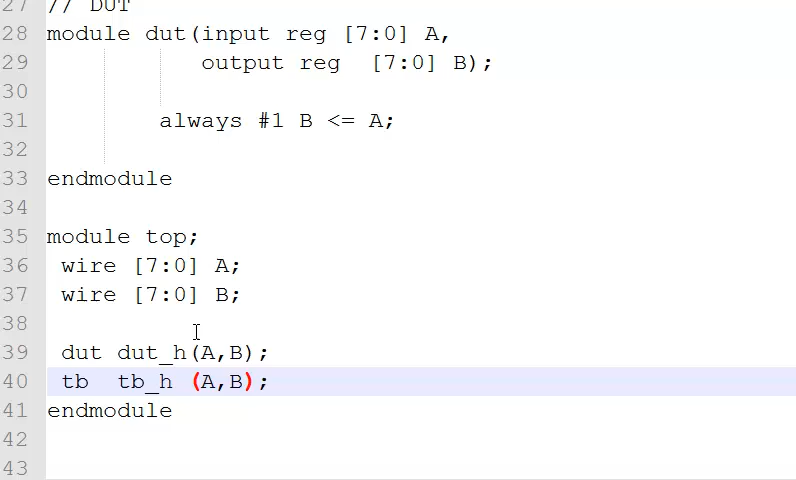 27 // DUT
28 module dut(input reg [7:0] A,
29 output reg [7:0] B);
30
31 always #1 B <= A;
32
33 endmodule
34
35 module top;
36 wire [7:0] A;
37 wire [7:0] B;
38
39 dut dut_h(A,B);
40 tb tb_h (A,B);
41 endmodule
42
43